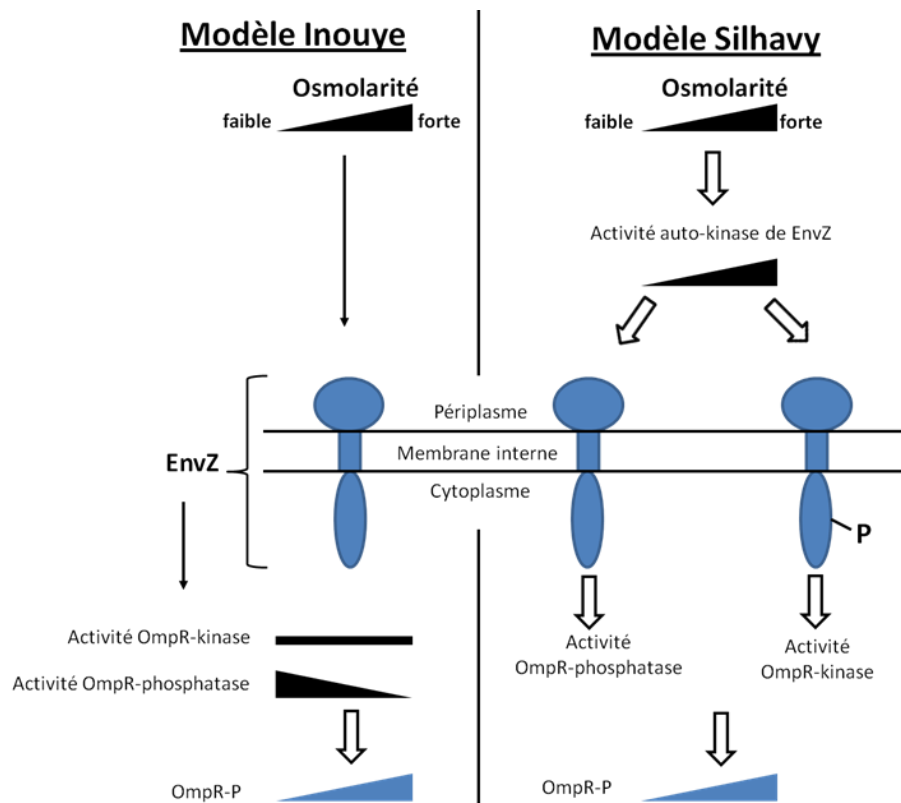 Modèle Inouye
Osmolarité
faible
forte
EnvZ
Activité OmpR-kinase
Activité OmpR-phosphatase
OmpR-P
Périplasme
Membrane interne
Cytoplasme
Modèle Silhavy
Osmolarité
faible
forte
Activité auto-kinase de EnvZ
P
Activité
OmpR-phosphatase
Activité
OmpR-kinase
OmpR-P